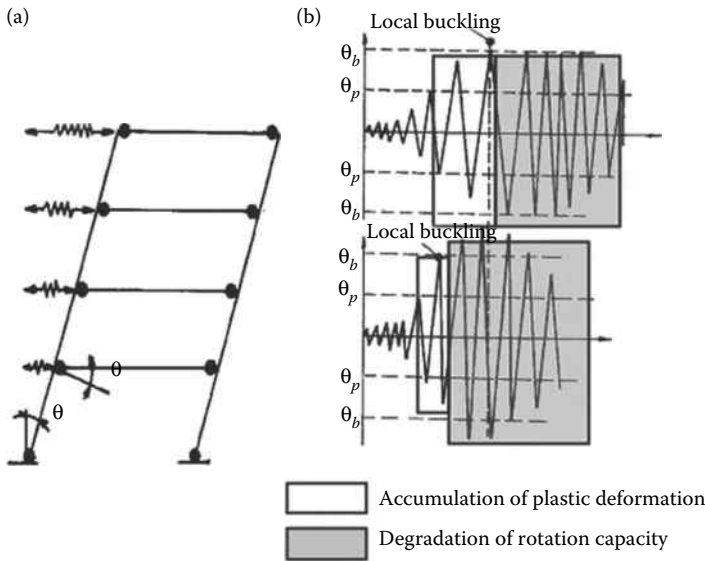 (a)
θ
θ
(b)
Local buckling
θb
θp
θp
θb
Local buckling
θb
θp
θp
θb
Accumulation of plastic deformation
Degradation of rotation capacity